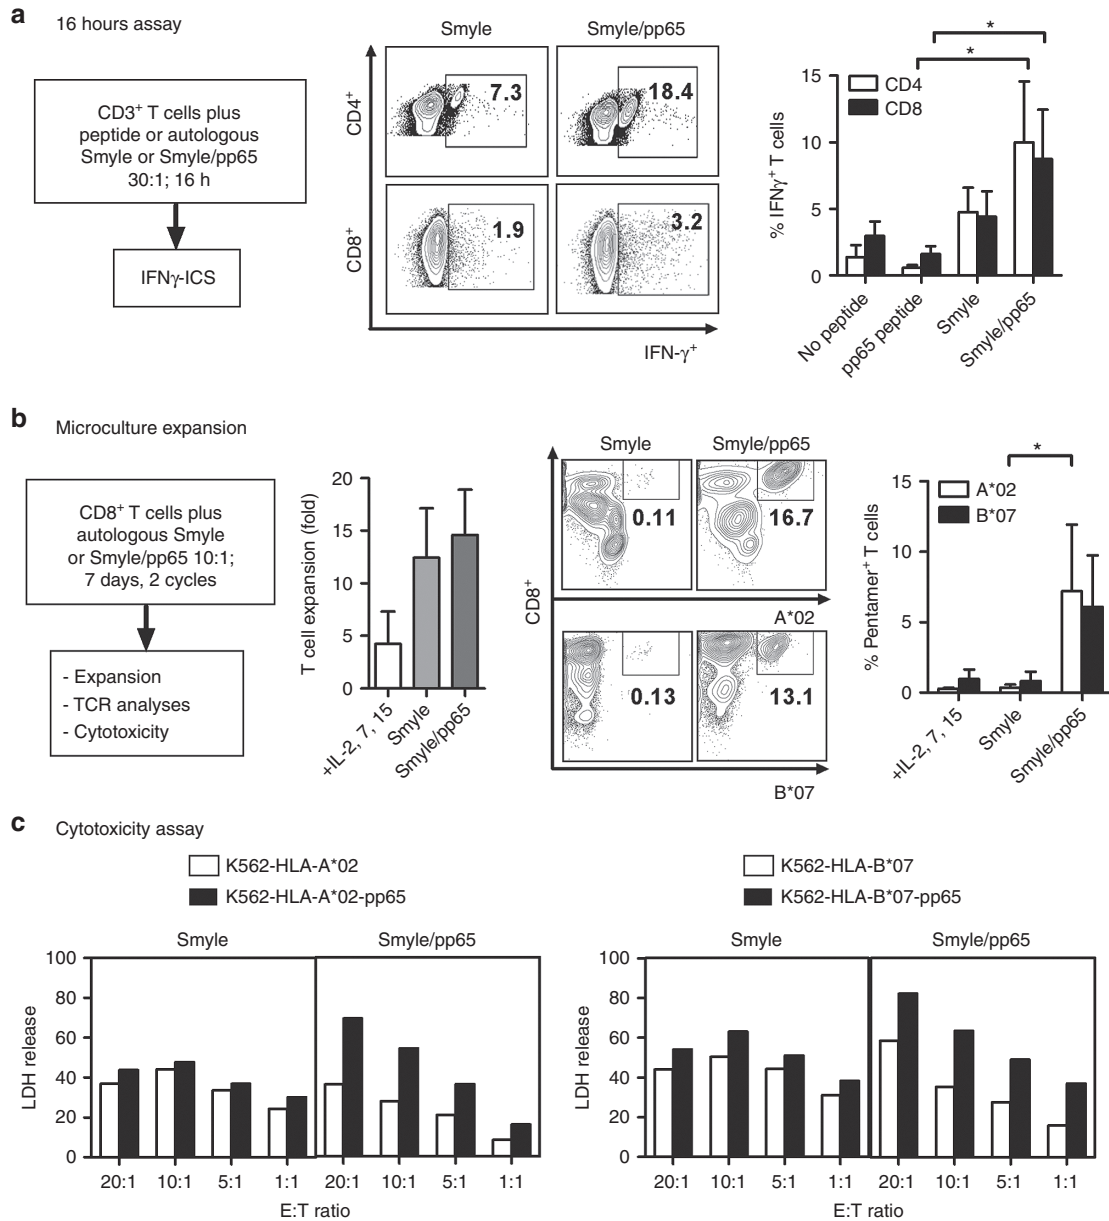 a
16 hours assay
CD3+ T cells plus
peptide or autologous
Smyle or Smyle/pp65
30:1; 16 h
IFNγ-ICS
Smyle
Smyle/pp65
CD4+
7.3
18.4
CD8+
1.9
3.2
IFN-γ+
% IFNγ+ T cells
15
10
5
0
CD4
CD8
*
*
No peptide
pp65 peptide
Smyle
Smyle/pp65
b
Microculture expansion
CD8+ T cells plus
autologous Smyle
or Smyle/pp65 10:1;
7 days, 2 cycles
- Expansion
- TCR analyses
- Cytotoxicity
T cell expansion (fold)
20
15
10
5
0
+IL-2, 7, 15
Smyle
Smyle/pp65
Smyle
Smyle/pp65
CD8+
0.11
16.7
A*02
0.13
13.1
B*07
% Pentamer+ T cells
15
10
5
0
A*02
B*07
*
+IL-2, 7, 15
Smyle
Smyle/pp65
c
Cytotoxicity assay
K562-HLA-A*02
K562-HLA-A*02-pp65
Smyle
Smyle/pp65
LDH release
100
80
60
40
20
0
20:1 10:1 5:1 1:1 20:1 10:1 5:1 1:1
E:T ratio
K562-HLA-B*07
K562-HLA-B*07-pp65
Smyle
Smyle/pp65
LDH release
100
80
60
40
20
0
20:1 10:1 5:1 1:1 20:1 10:1 5:1 1:1
E:T ratio